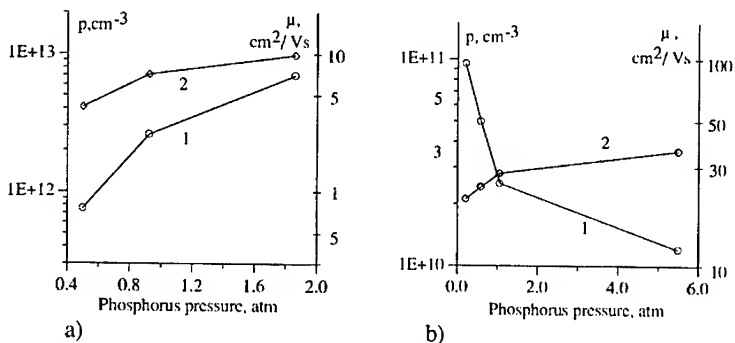 p,cm-3
μ,
cm2/ Vs
1E+13
10
2
5
1
1E+12
1
5
0.4
0.8
1.2
1.6
2.0
Phosphorus pressure, atm
a)
p, cm-3
μ,
cm2/ Vs
1E+11
100
5
50
3
2
30
1
1E+10
10
0.0
2.0
4.0
6.0
Phosphorus pressure, atm
b)